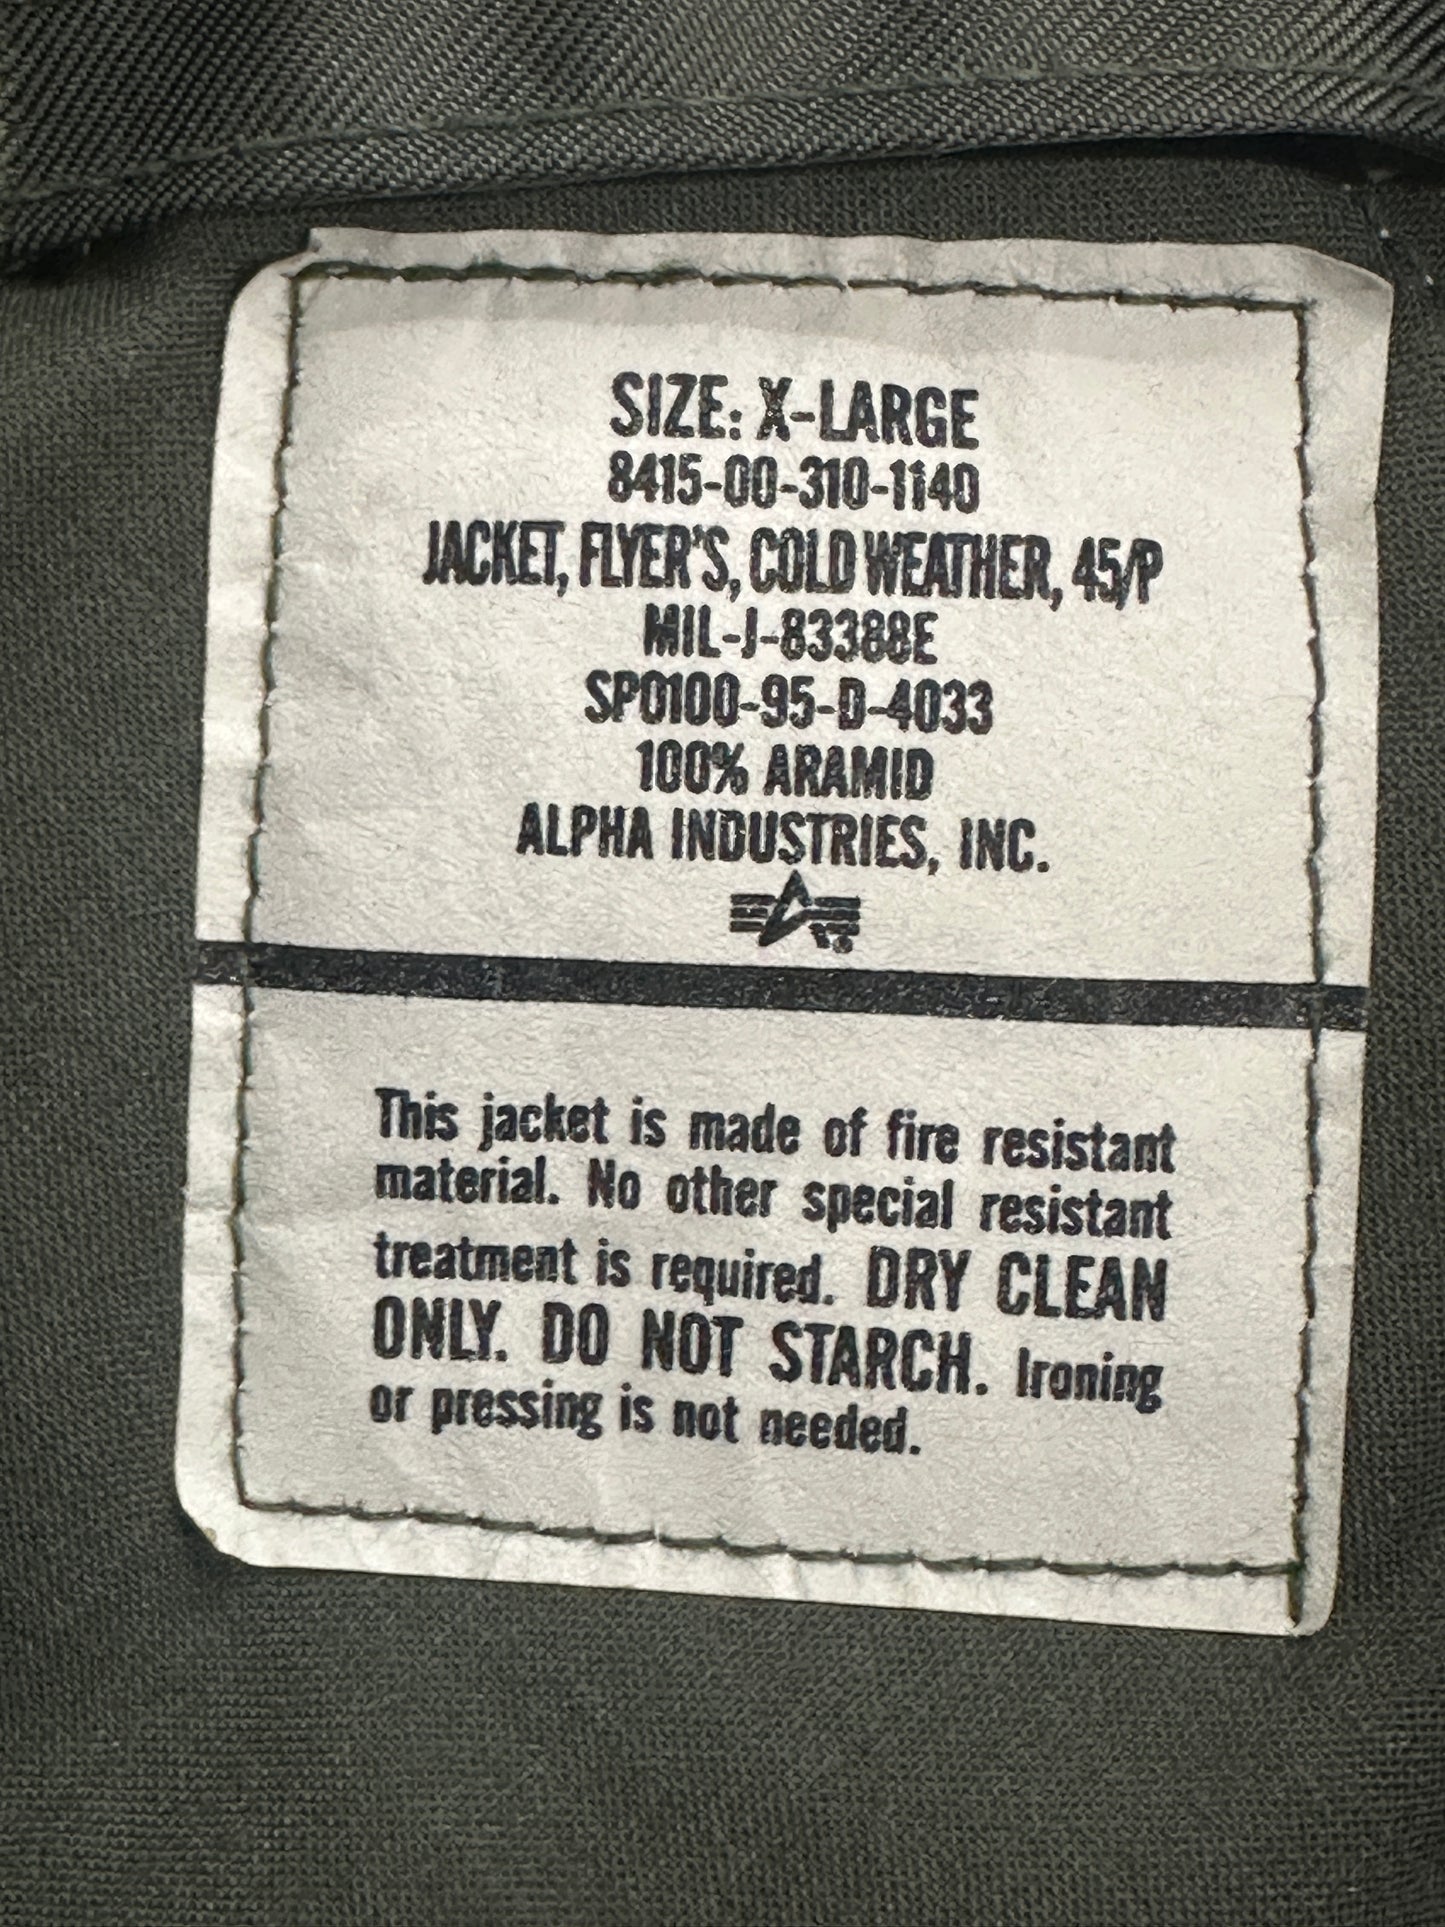 SIZE: X-LARGE
8415-00-310-1140
JACKET, FLYER'S, COLD WEATHER, 45/P
MIL-J-83388E
SP0100-95-D-4033
100% ARAMID
ALPHA INDUSTRIES, INC.
This jacket is made of fire resistant
material. No other special resistant
treatment is required. DRY CLEAN
ONLY. DO NOT STARCH. Ironing
or pressing is not needed.